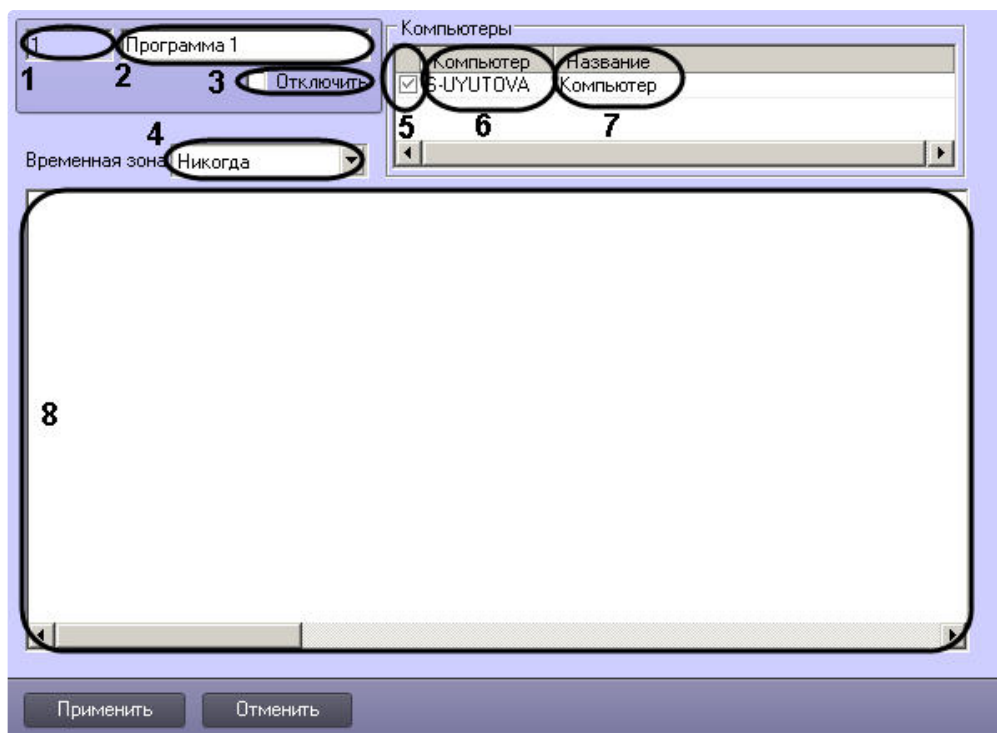 1 Программа 1
1 2 3 Отключить
Компьютеры
Компьютер Название
S-UYUTOVA Компьютер
5 6 7
4
Временная зона Никогда
8
Применить Отменить